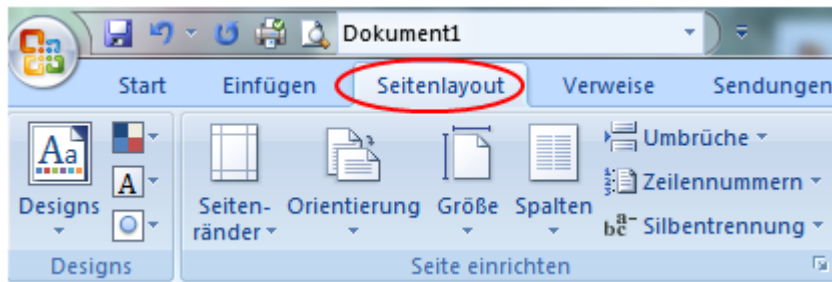 Dokument1
Start Einfügen Seitenlayout Verweise Sendungen
Aa
A
Designs
Seiten-
ränder
Orientierung
Größe
Spalten
Umbrüche
Zeilennummern
Silbentrennung
Designs
Seite einrichten